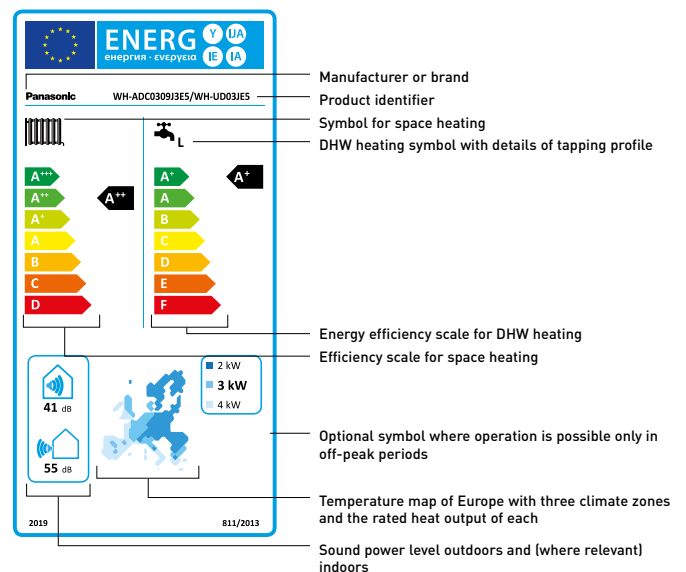 ENERG
енергия · ενεργεια
Y
IJA
IE
IA
Manufacturer or brand
Panasonic
WH-ADC0309J3E5/WH-UD03JE5
Product identifier
Symbol for space heating
L
DHW heating symbol with details of tapping profile
A+++
A++
A+
A
B
C
D
A++
A+
A
B
C
D
E
F
A+
Energy efficiency scale for DHW heating
Efficiency scale for space heating
41 dB
55 dB
2 kW
3 kW
4 kW
Optional symbol where operation is possible only in
off-peak periods
Temperature map of Europe with three climate zones
and the rated heat output of each
2019
811/2013
Sound power level outdoors and (where relevant)
indoors